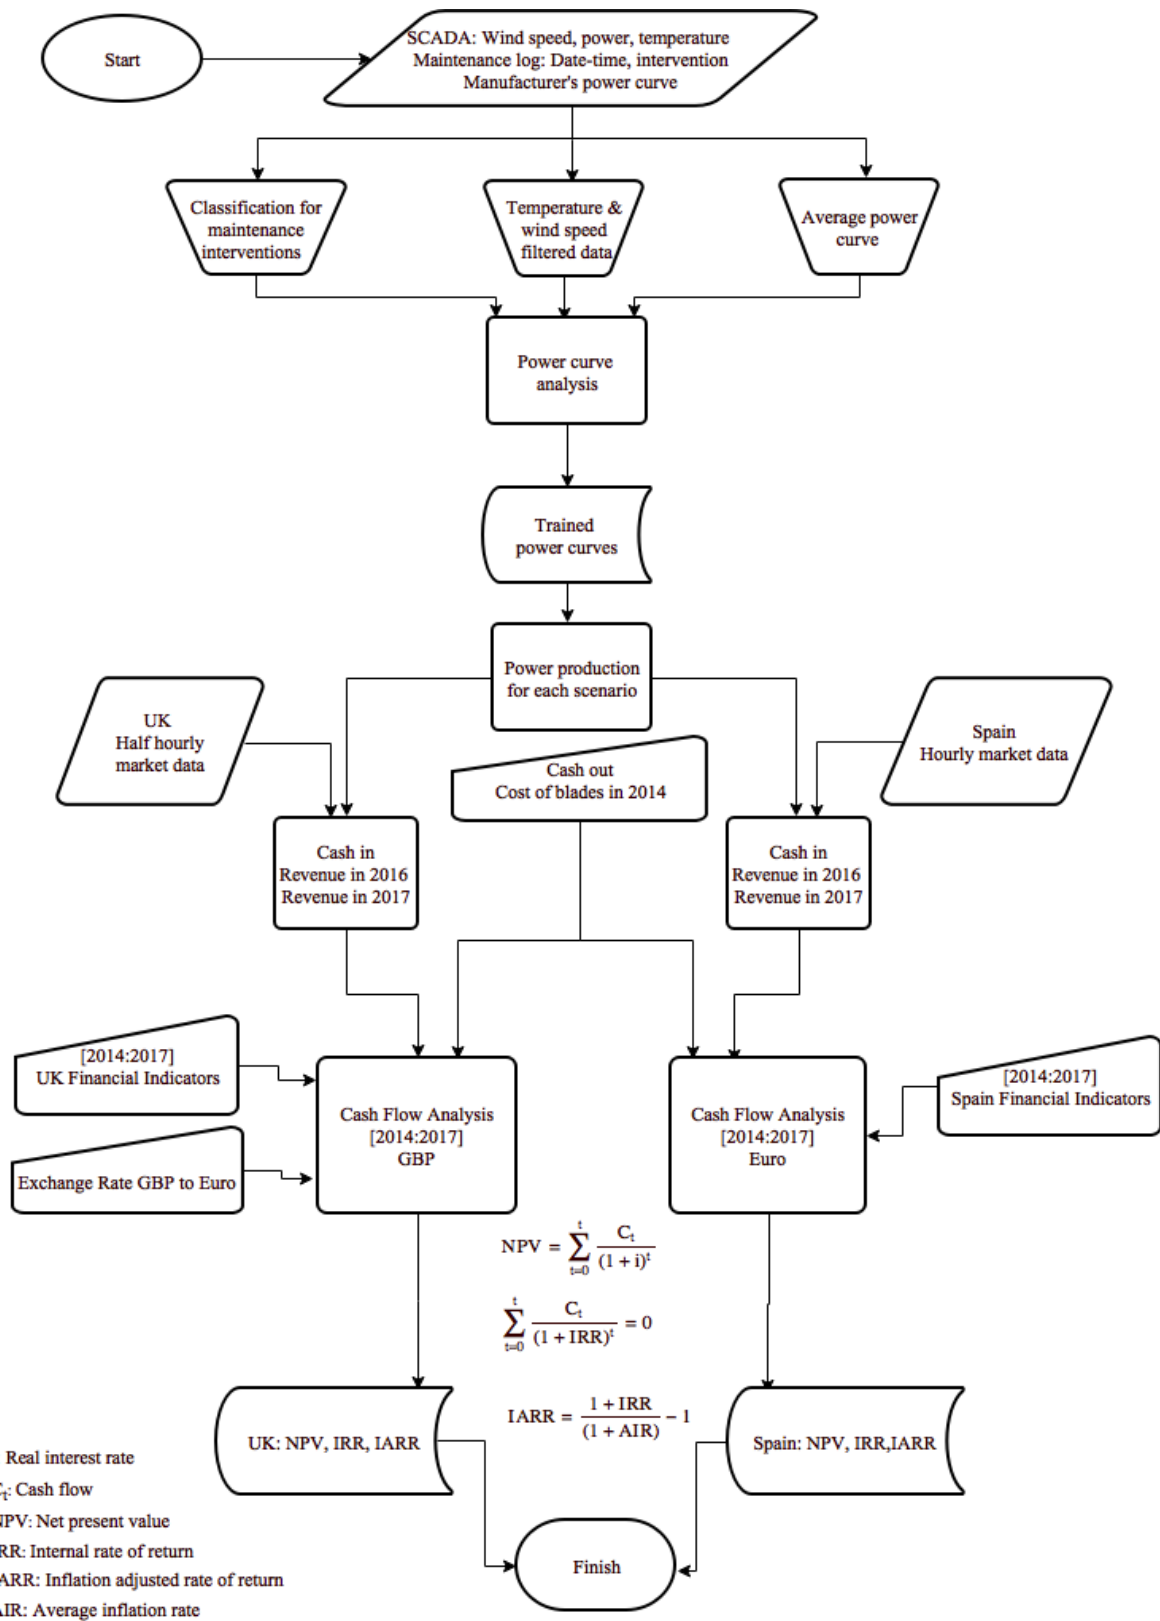 Start
SCADA: Wind speed, power, temperature
Maintenance log: Date-time, intervention
Manufacturer's power curve
Classification for
maintenance
interventions
Temperature &
wind speed
filtered data
Average power
curve
Power curve
analysis
Trained
power curves
Power production
for each scenario
UK
Half hourly
market data
Cash out
Cost of blades in 2014
Spain
Hourly market data
Cash in
Revenue in 2016
Revenue in 2017
Cash in
Revenue in 2016
Revenue in 2017
[2014:2017]
UK Financial Indicators
Exchange Rate GBP to Euro
Cash Flow Analysis
[2014:2017]
GBP
Cash Flow Analysis
[2014:2017]
Euro
[2014:2017]
Spain Financial Indicators
NPV = ∑_{t=0}^{t} C_t / (1 + i)^t
∑_{t=0}^{t} C_t / (1 + IRR)^t = 0
IARR = 1 + IRR / (1 + AIR) − 1
UK: NPV, IRR, IARR
Spain: NPV, IRR,IARR
Finish
Real interest rate
C_t: Cash flow
NPV: Net present value
RR: Internal rate of return
ARR: Inflation adjusted rate of return
AIR: Average inflation rate